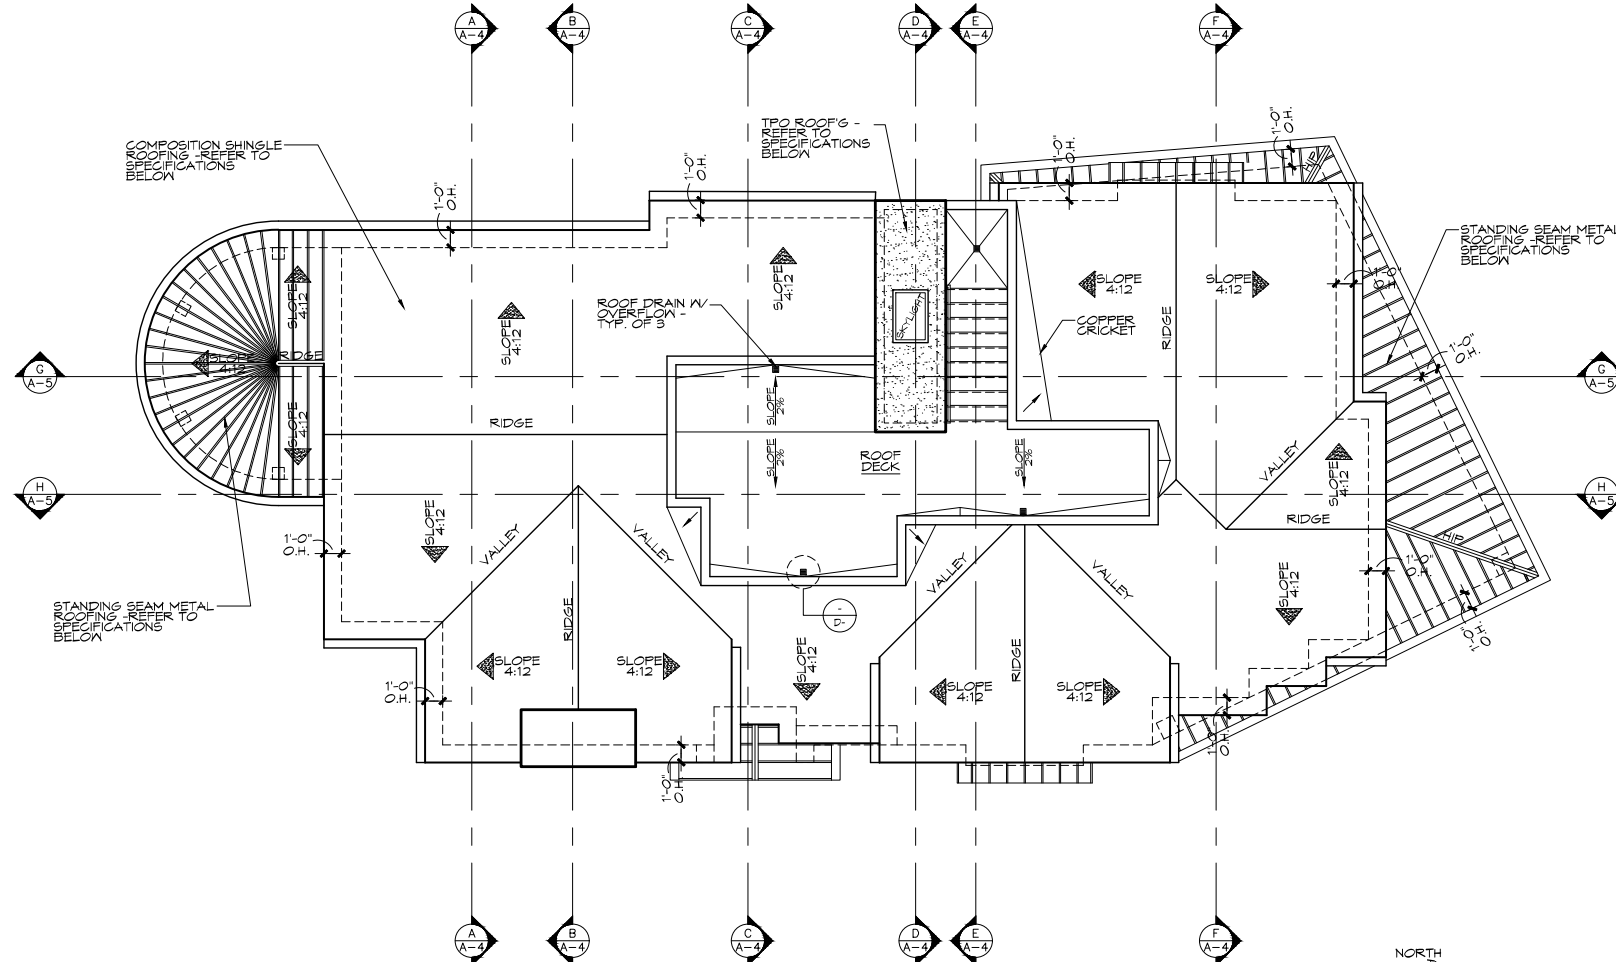 A
A-4
B
A-4
C
A-4
D
A-4
E
A-4
F
A-4
COMPOSITION SHINGLE
ROOFING -REFER TO
SPECIFICATIONS
BELOW
TPO ROOF'G -
REFER TO
SPECIFICATIONS
BELOW
1'-0"
O.H.
1'-0"
O.H.
1'-0"
O.H.
1'-0"
O.H.
HIP
STANDING SEAM METAL
ROOFING -REFER TO
SPECIFICATIONS
BELOW
SLOPE
4:12
SLOPE
4:12
SLOPE
4:12
SLOPE
4:12
SLOPE
4:12
1'-0"
O.H.
ROOF DRAIN W/
OVERFLOW -
TYP. OF 3
SKYLIGHT
COPPER
CRICKET
RIDGE
SLOPE
4:12
RIDGE
1'-0"
O.H.
G
A-5
G
A-5
SLOPE
2%
SLOPE
4:12
RIDGE
SLOPE
2%
ROOF
DECK
SLOPE
2%
VALLEY
SLOPE
4:12
H
A-5
H
A-5
SLOPE
4:12
VALLEY
VALLEY
RIDGE
HIP
1'-0"
O.H.
1'-0"
O.H.
VALLEY
VALLEY
SLOPE
4:12
STANDING SEAM METAL
ROOFING -REFER TO
SPECIFICATIONS
BELOW
-
D-
RIDGE
RIDGE
1'-0"
O.H.
SLOPE
4:12
SLOPE
4:12
SLOPE
4:12
SLOPE
4:12
SLOPE
4:12
1'-0"
O.H.
1'-0"
O.H.
1'-0"
O.H.
A
A-4
B
A-4
C
A-4
D
A-4
E
A-4
F
A-4
NORTH